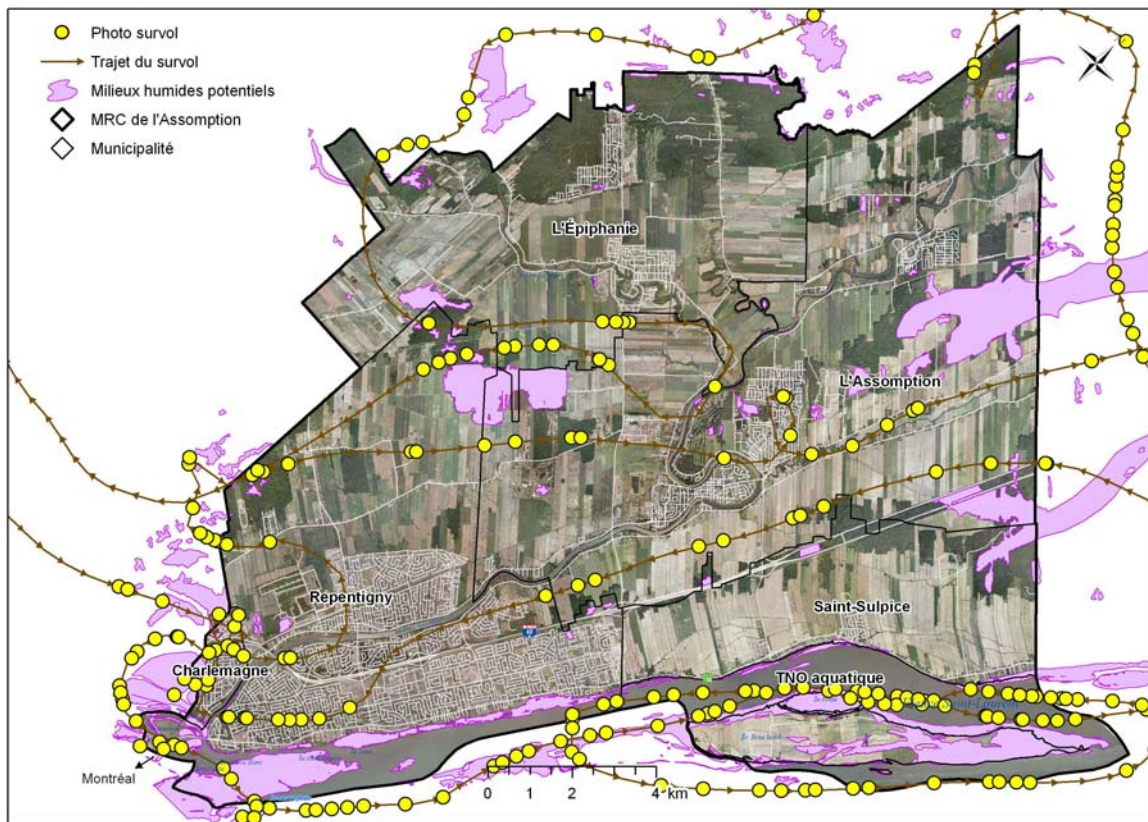 Photo survol
Trajet du survol
Milieux humides potentiels
MRC de l'Assomption
Municipalité
L'Épiphanie
L'Assomption
Repentigny
Saint-Sulpice
Charlemagne
TNO aquatique
Montréal
0 1 2 4 km